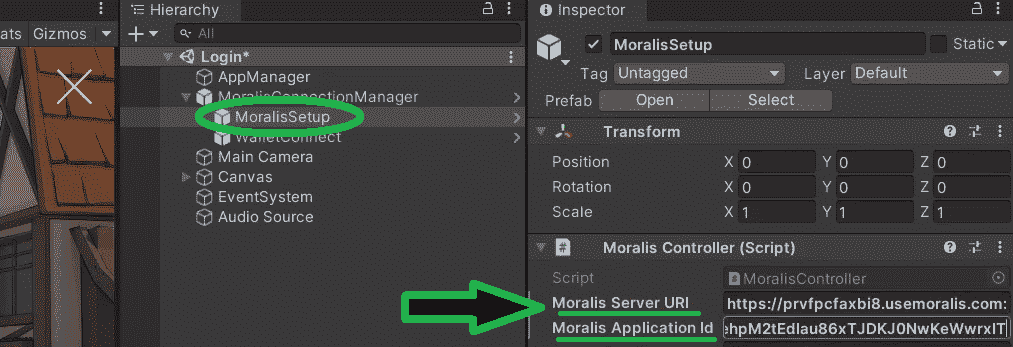 ats Gizmos
Hierarchy
All
Login*
AppManager
MoralisConnectionManager
MoralisSetup
WalletConnect
Main Camera
Canvas
EventSystem
Audio Source
Inspector
MoralisSetup Static
Tag Untagged Layer Default
Prefab Open Select
Transform
Position X 0 Y 0 Z 0
Rotation X 0 Y 0 Z 0
Scale X 1 Y 1 Z 1
Moralis Controller (Script)
Script MoralisController
Moralis Server URI https://prvfpcfaxbi8.usemoralis.com:
Moralis Application Id ehpM2tEdlau86xTJDKJ0NwKeWwrxIT